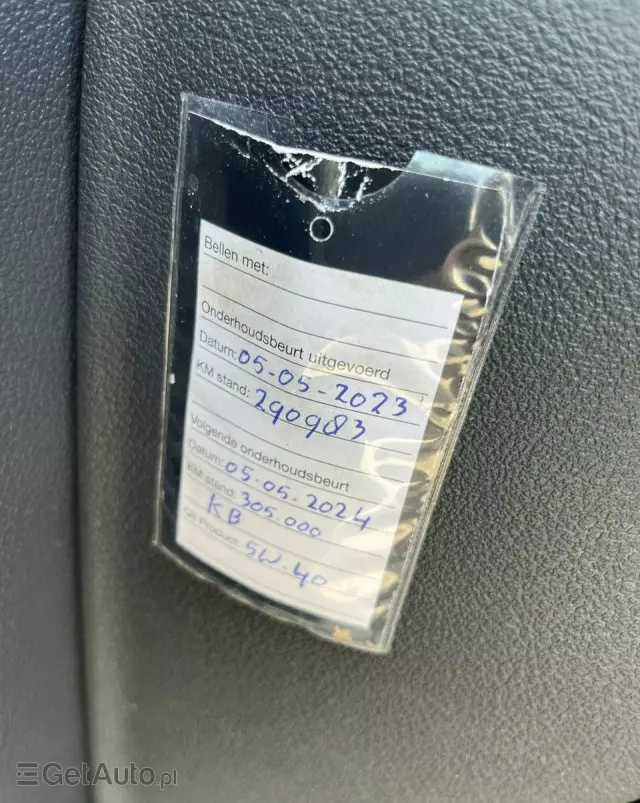 Bellen met:
Onderhoudsbeurt uitgevoerd
Datum: 05-05-2023
KM stand: 290983
Volgende onderhoudsbeurt
Datum: 05.05.2024
KM stand: 305.000
KB
Oil Product: 5W-40
GetAuto.pl